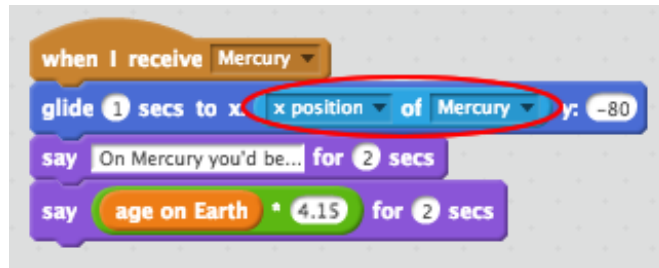 when I receive Mercury
glide 1 secs to x: x position of Mercury y: -80
say On Mercury you'd be... for 2 secs
say age on Earth * 4.15 for 2 secs